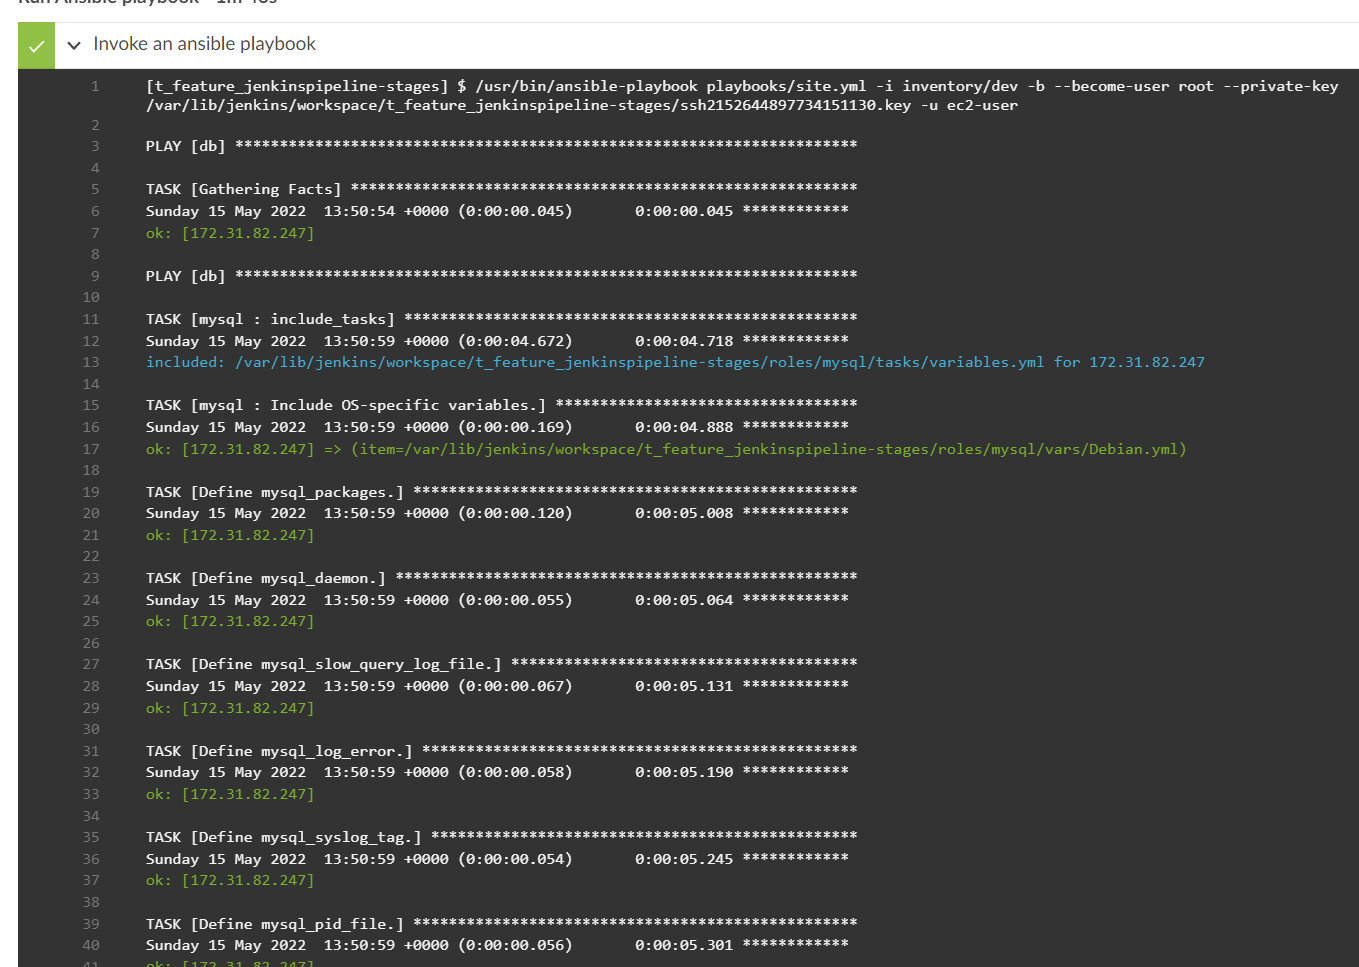 Run Ansible playbook - 1m 40s
Invoke an ansible playbook
1 [t_feature_jenkinspipeline-stages] $ /usr/bin/ansible-playbook playbooks/site.yml -i inventory/dev -b --become-user root --private-key
/var/lib/jenkins/workspace/t_feature_jenkinspipeline-stages/ssh2152644897734151130.key -u ec2-user
2
3 PLAY [db] **********************************************************************
4
5 TASK [Gathering Facts] *********************************************************
6 Sunday 15 May 2022  13:50:54 +0000 (0:00:00.045)       0:00:00.045 ************
7 ok: [172.31.82.247]
8
9 PLAY [db] **********************************************************************
10
11 TASK [mysql : include_tasks] ***************************************************
12 Sunday 15 May 2022  13:50:59 +0000 (0:00:04.672)       0:00:04.718 ************
13 included: /var/lib/jenkins/workspace/t_feature_jenkinspipeline-stages/roles/mysql/tasks/variables.yml for 172.31.82.247
14
15 TASK [mysql : Include OS-specific variables.] **********************************
16 Sunday 15 May 2022  13:50:59 +0000 (0:00:00.169)       0:00:04.888 ************
17 ok: [172.31.82.247] => (item=/var/lib/jenkins/workspace/t_feature_jenkinspipeline-stages/roles/mysql/vars/Debian.yml)
18
19 TASK [Define mysql_packages.] **************************************************
20 Sunday 15 May 2022  13:50:59 +0000 (0:00:00.120)       0:00:05.008 ************
21 ok: [172.31.82.247]
22
23 TASK [Define mysql_daemon.] ****************************************************
24 Sunday 15 May 2022  13:50:59 +0000 (0:00:00.055)       0:00:05.064 ************
25 ok: [172.31.82.247]
26
27 TASK [Define mysql_slow_query_log_file.] ***************************************
28 Sunday 15 May 2022  13:50:59 +0000 (0:00:00.067)       0:00:05.131 ************
29 ok: [172.31.82.247]
30
31 TASK [Define mysql_log_error.] *************************************************
32 Sunday 15 May 2022  13:50:59 +0000 (0:00:00.058)       0:00:05.190 ************
33 ok: [172.31.82.247]
34
35 TASK [Define mysql_syslog_tag.] ************************************************
36 Sunday 15 May 2022  13:50:59 +0000 (0:00:00.054)       0:00:05.245 ************
37 ok: [172.31.82.247]
38
39 TASK [Define mysql_pid_file.] **************************************************
40 Sunday 15 May 2022  13:50:59 +0000 (0:00:00.056)       0:00:05.301 ************
41 ok: [172.31.82.247]